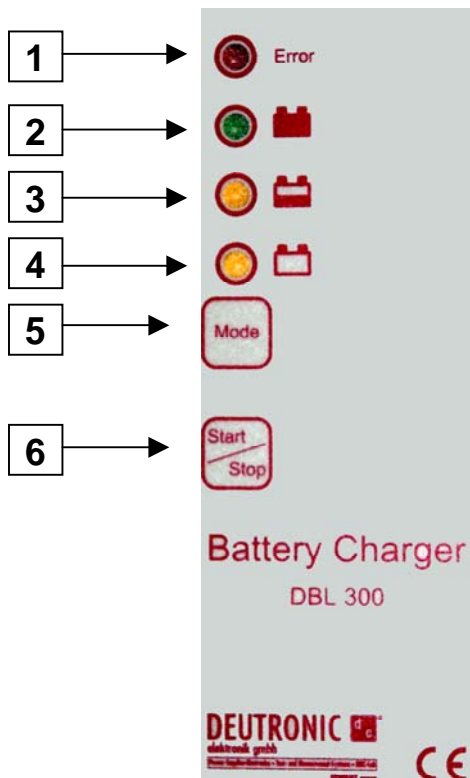 1
Error
2
3
4
5
Mode
6
Start
Stop
Battery Charger
DBL 300
DEUTRONIC
elektronik gmbh
CE